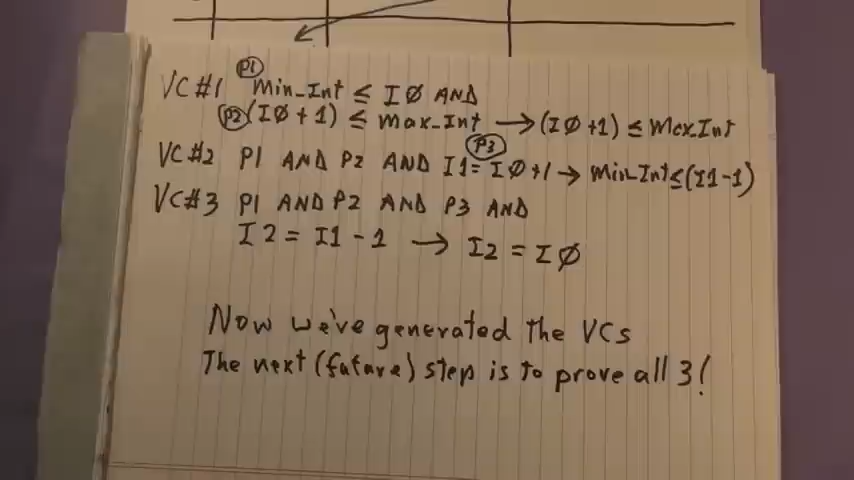 P1
VC#1 Min_Int ≤ IØ AND
P2 (IØ+1) ≤ max_Int → (IØ+1) ≤ Max_Int
P3
VC#2 P1 AND P2 AND I1 = IØ+1 → Min_Int ≤ (I1-1)
VC#3 P1 AND P2 AND P3 AND
I2 = I1 - 1 → I2 = IØ
Now we've generated the VCs
The next (future) step is to prove all 3!